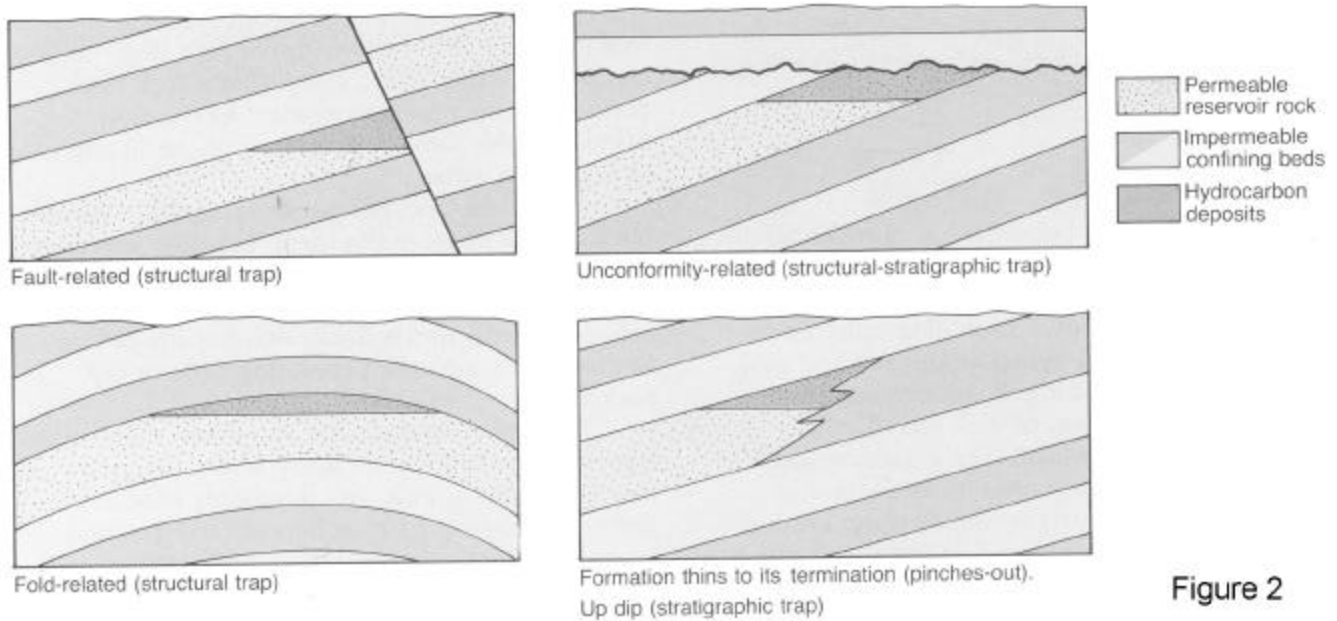 Fault-related (structural trap)
Unconformity-related (structural-stratigraphic trap)
Permeable
reservoir rock
Impermeable
confining beds
Hydrocarbon
deposits
Fold-related (structural trap)
Formation thins to its termination (pinches-out).
Up dip (stratigraphic trap)
Figure 2